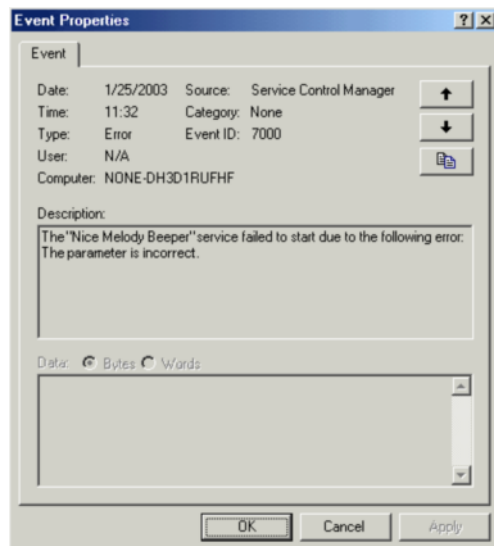 Event Properties
Event
Date: 1/25/2003 Source: Service Control Manager
Time: 11:32 Category: None
Type: Error Event ID: 7000
User: N/A
Computer: NONE-DH3D1RUFHF
Description:
The "Nice Melody Beeper" service failed to start due to the following error:
The parameter is incorrect.
Data: Bytes Words
OK Cancel Apply